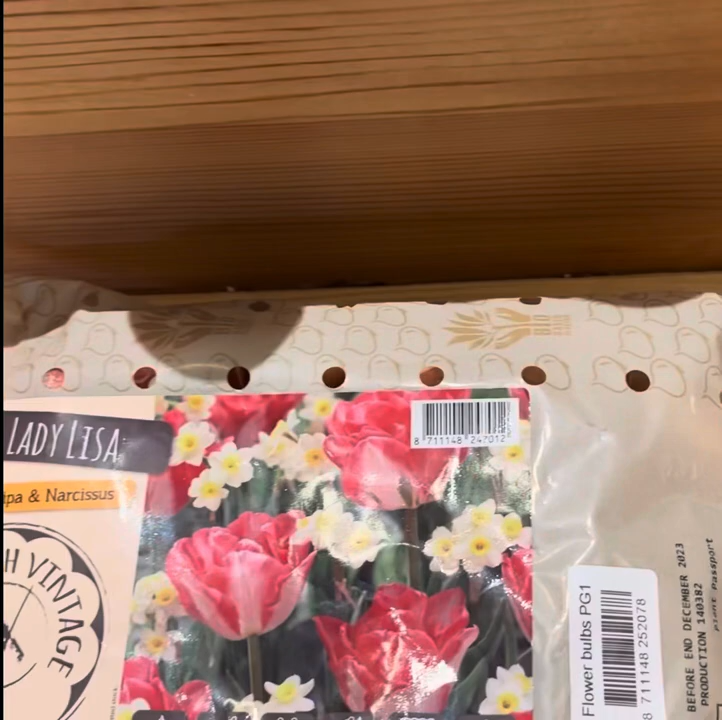 LADY LISA
ipa & Narcissus
H VINTAGE
8 711148 247012
Flower bulbs PG1
8 711148 252078
BEFORE END DECEMBER 2023
PRODUCTION 140382
Plant Passport